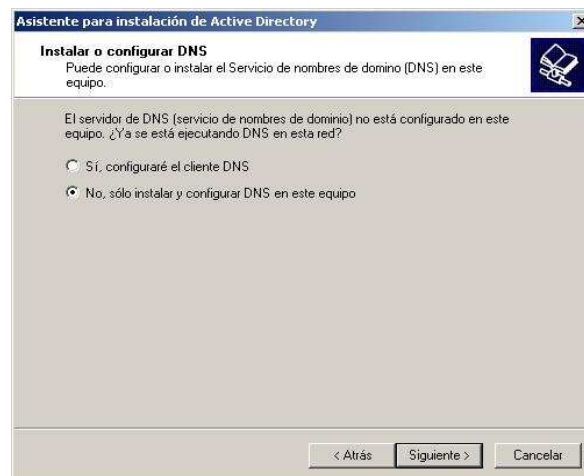 Asistente para instalación de Active Directory
Instalar o configurar DNS
Puede configurar o instalar el Servicio de nombres de domino (DNS) en este
equipo.
El servidor de DNS (servicio de nombres de dominio) no está configurado en este
equipo. ¿Ya se está ejecutando DNS en esta red?
Sí, configuraré el cliente DNS
No, sólo instalar y configurar DNS en este equipo
< Atrás
Siguiente >
Cancelar